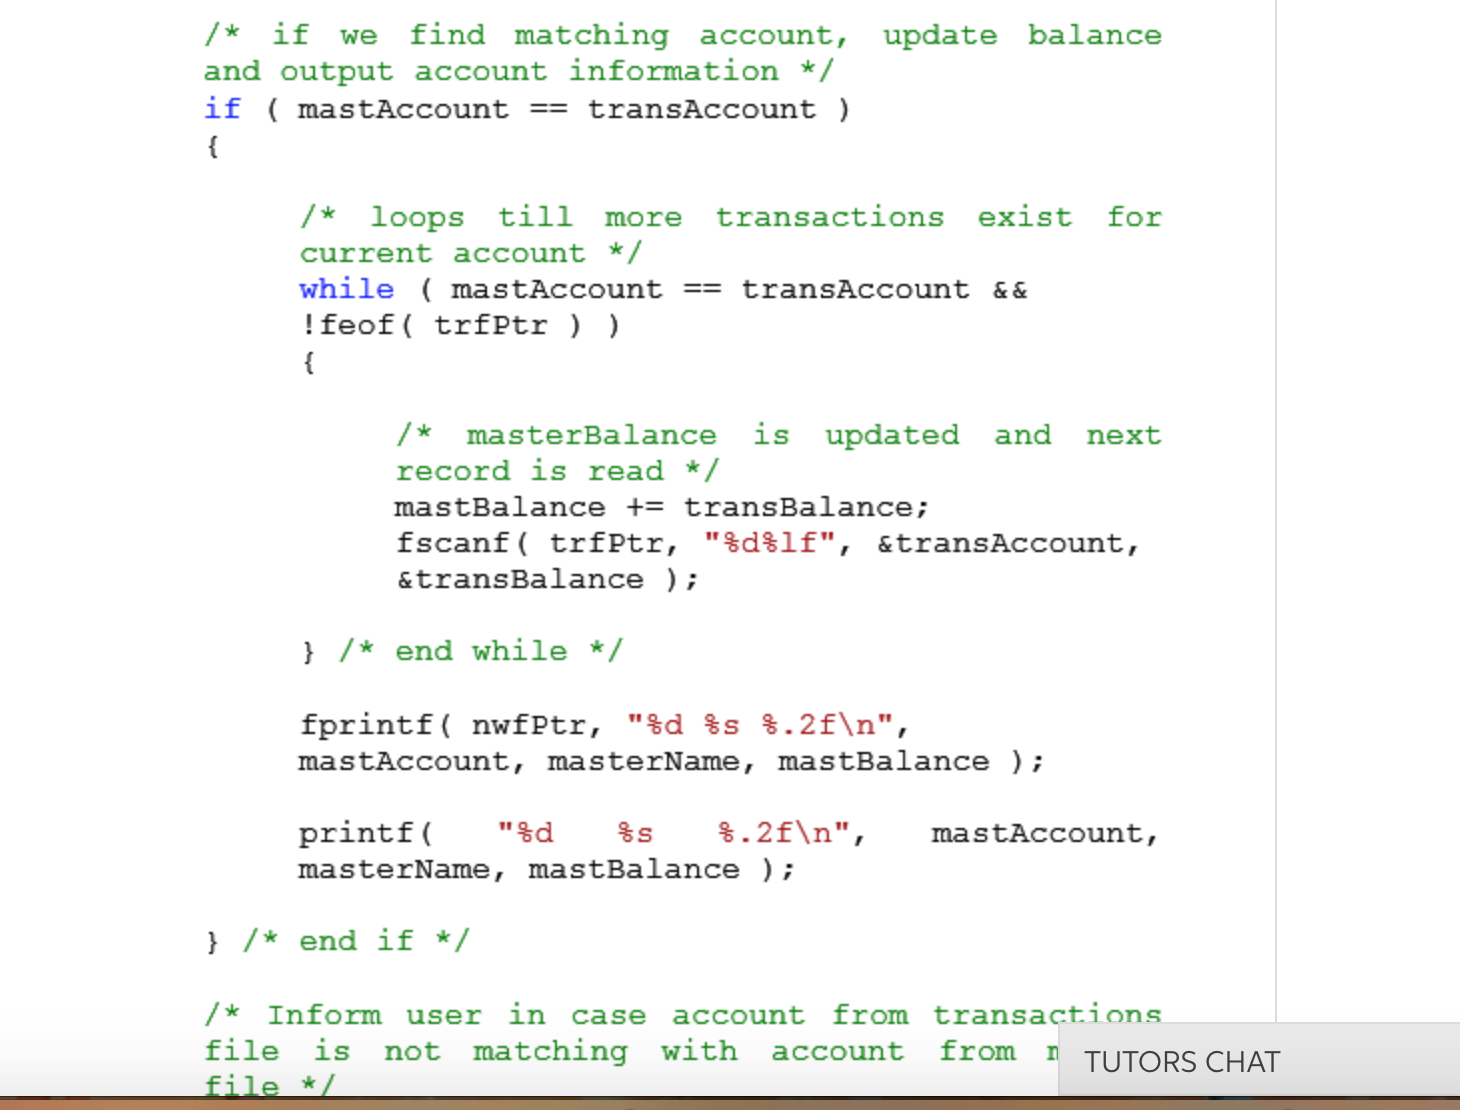 /* if we find matching account, update balance
and output account information */
if ( mastAccount == transAccount )
{
/* loops till more transactions exist for
current account */
while ( mastAccount == transAccount &&
!feof( trfPtr ) )
{
/* masterBalance is updated and next
record is read */
mastBalance += transBalance;
fscanf( trfPtr, "%d%lf", &transAccount,
&transBalance );
} /* end while */
fprintf( nwfPtr, "%d %s %.2f\n",
mastAccount, masterName, mastBalance );
printf( "%d %s %.2f\n", mastAccount,
masterName, mastBalance );
} /* end if */
/* Inform user in case account from transactions
file is not matching with account from
file */
TUTORS CHAT